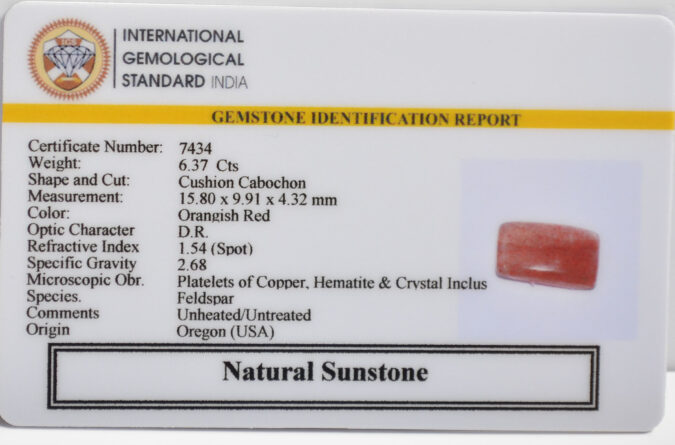 IGS
INTERNATIONAL
GEMOLOGICAL
STANDARD INDIA
GEMSTONE IDENTIFICATION REPORT
Certificate Number: 7434
Weight: 6.37 Cts
Shape and Cut: Cushion Cabochon
Measurement: 15.80 x 9.91 x 4.32 mm
Color: Orangish Red
Optic Character D.R.
Refractive Index 1.54 (Spot)
Specific Gravity 2.68
Microscopic Obr. Platelets of Copper, Hematite & Crystal Inclus
Species. Feldspar
Comments Unheated/Untreated
Origin Oregon (USA)
Natural Sunstone